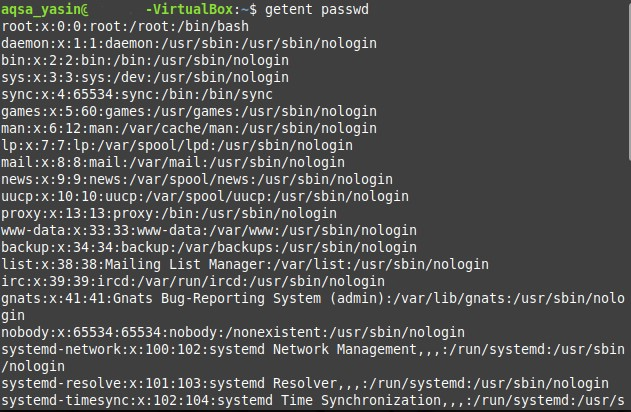 aqsa_yasin@ -VirtualBox:~$ getent passwd
root:x:0:0:root:/root:/bin/bash
daemon:x:1:1:daemon:/usr/sbin:/usr/sbin/nologin
bin:x:2:2:bin:/bin:/usr/sbin/nologin
sys:x:3:3:sys:/dev:/usr/sbin/nologin
sync:x:4:65534:sync:/bin:/bin/sync
games:x:5:60:games:/usr/games:/usr/sbin/nologin
man:x:6:12:man:/var/cache/man:/usr/sbin/nologin
lp:x:7:7:lp:/var/spool/lpd:/usr/sbin/nologin
mail:x:8:8:mail:/var/mail:/usr/sbin/nologin
news:x:9:9:news:/var/spool/news:/usr/sbin/nologin
uucp:x:10:10:uucp:/var/spool/uucp:/usr/sbin/nologin
proxy:x:13:13:proxy:/bin:/usr/sbin/nologin
www-data:x:33:33:www-data:/var/www:/usr/sbin/nologin
backup:x:34:34:backup:/var/backups:/usr/sbin/nologin
list:x:38:38:Mailing List Manager:/var/list:/usr/sbin/nologin
irc:x:39:39:ircd:/var/run/ircd:/usr/sbin/nologin
gnats:x:41:41:Gnats Bug-Reporting System (admin):/var/lib/gnats:/usr/sbin/nolo
gin
nobody:x:65534:65534:nobody:/nonexistent:/usr/sbin/nologin
systemd-network:x:100:102:systemd Network Management,,,:/run/systemd:/usr/sbin
/nologin
systemd-resolve:x:101:103:systemd Resolver,,,:/run/systemd:/usr/sbin/nologin
systemd-timesync:x:102:104:systemd Time Synchronization,,,:/run/systemd:/usr/s